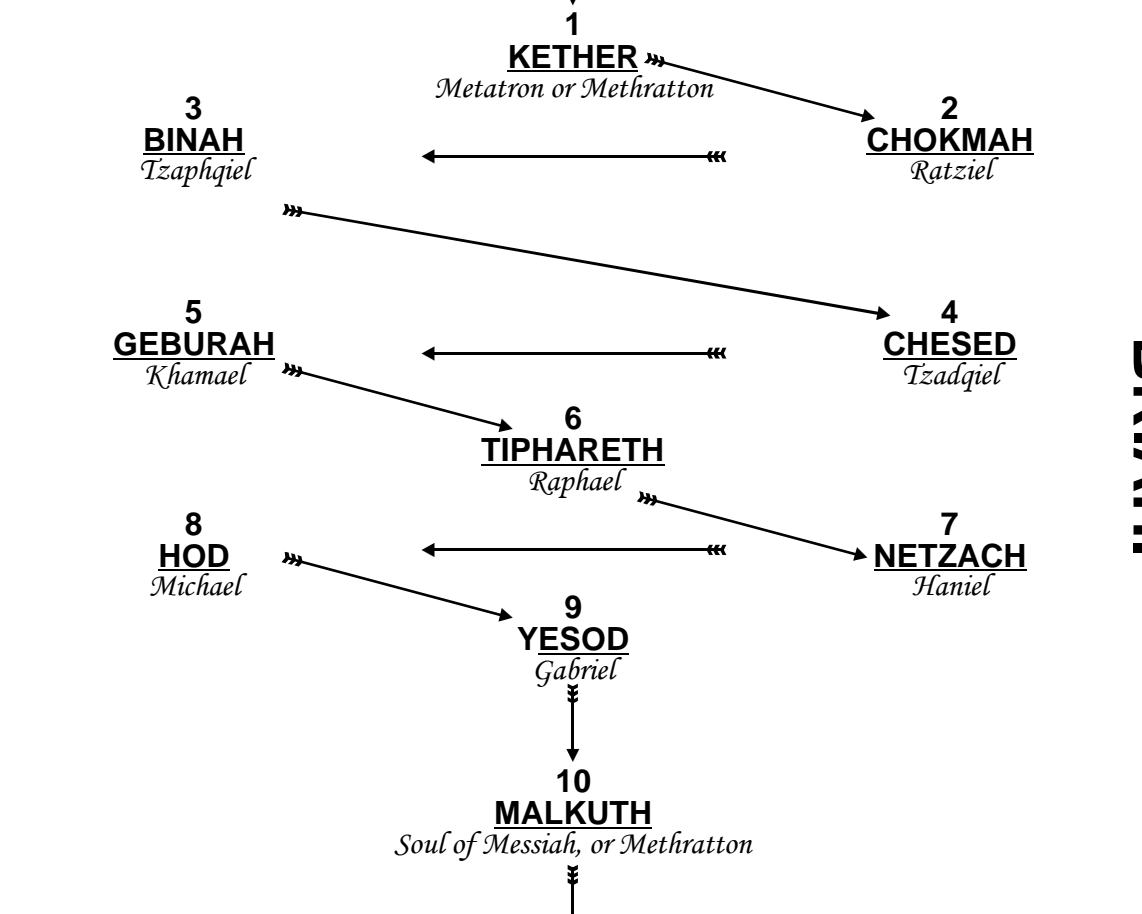 1
KETHER
Metatron or Methratton
3
BINAH
Tzaphqiel
2
CHOKMAH
Ratziel
5
GEBURAH
Khamael
4
CHESED
Tzadqiel
6
TIPHARETH
Raphael
8
HOD
Michael
7
NETZACH
Haniel
9
YESOD
Gabriel
10
MALKUTH
Soul of Messiah, or Methratton